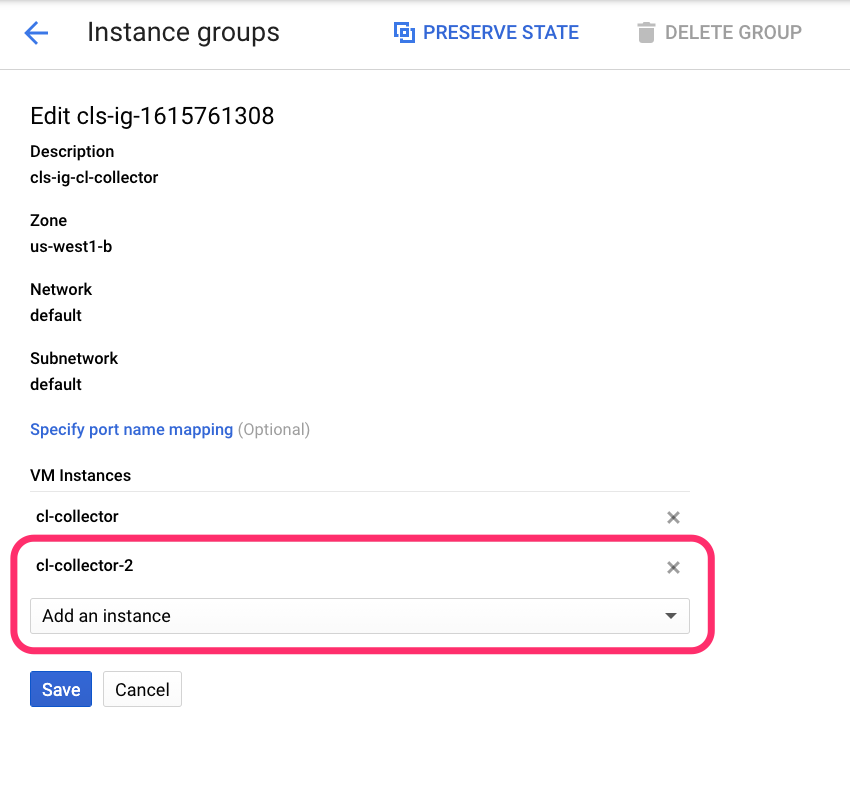 Instance groups
PRESERVE STATE
DELETE GROUP
Edit cls-ig-1615761308
Description
cls-ig-cl-collector
Zone
us-west1-b
Network
default
Subnetwork
default
Specify port name mapping (Optional)
VM Instances
cl-collector
cl-collector-2
Add an instance
Save
Cancel